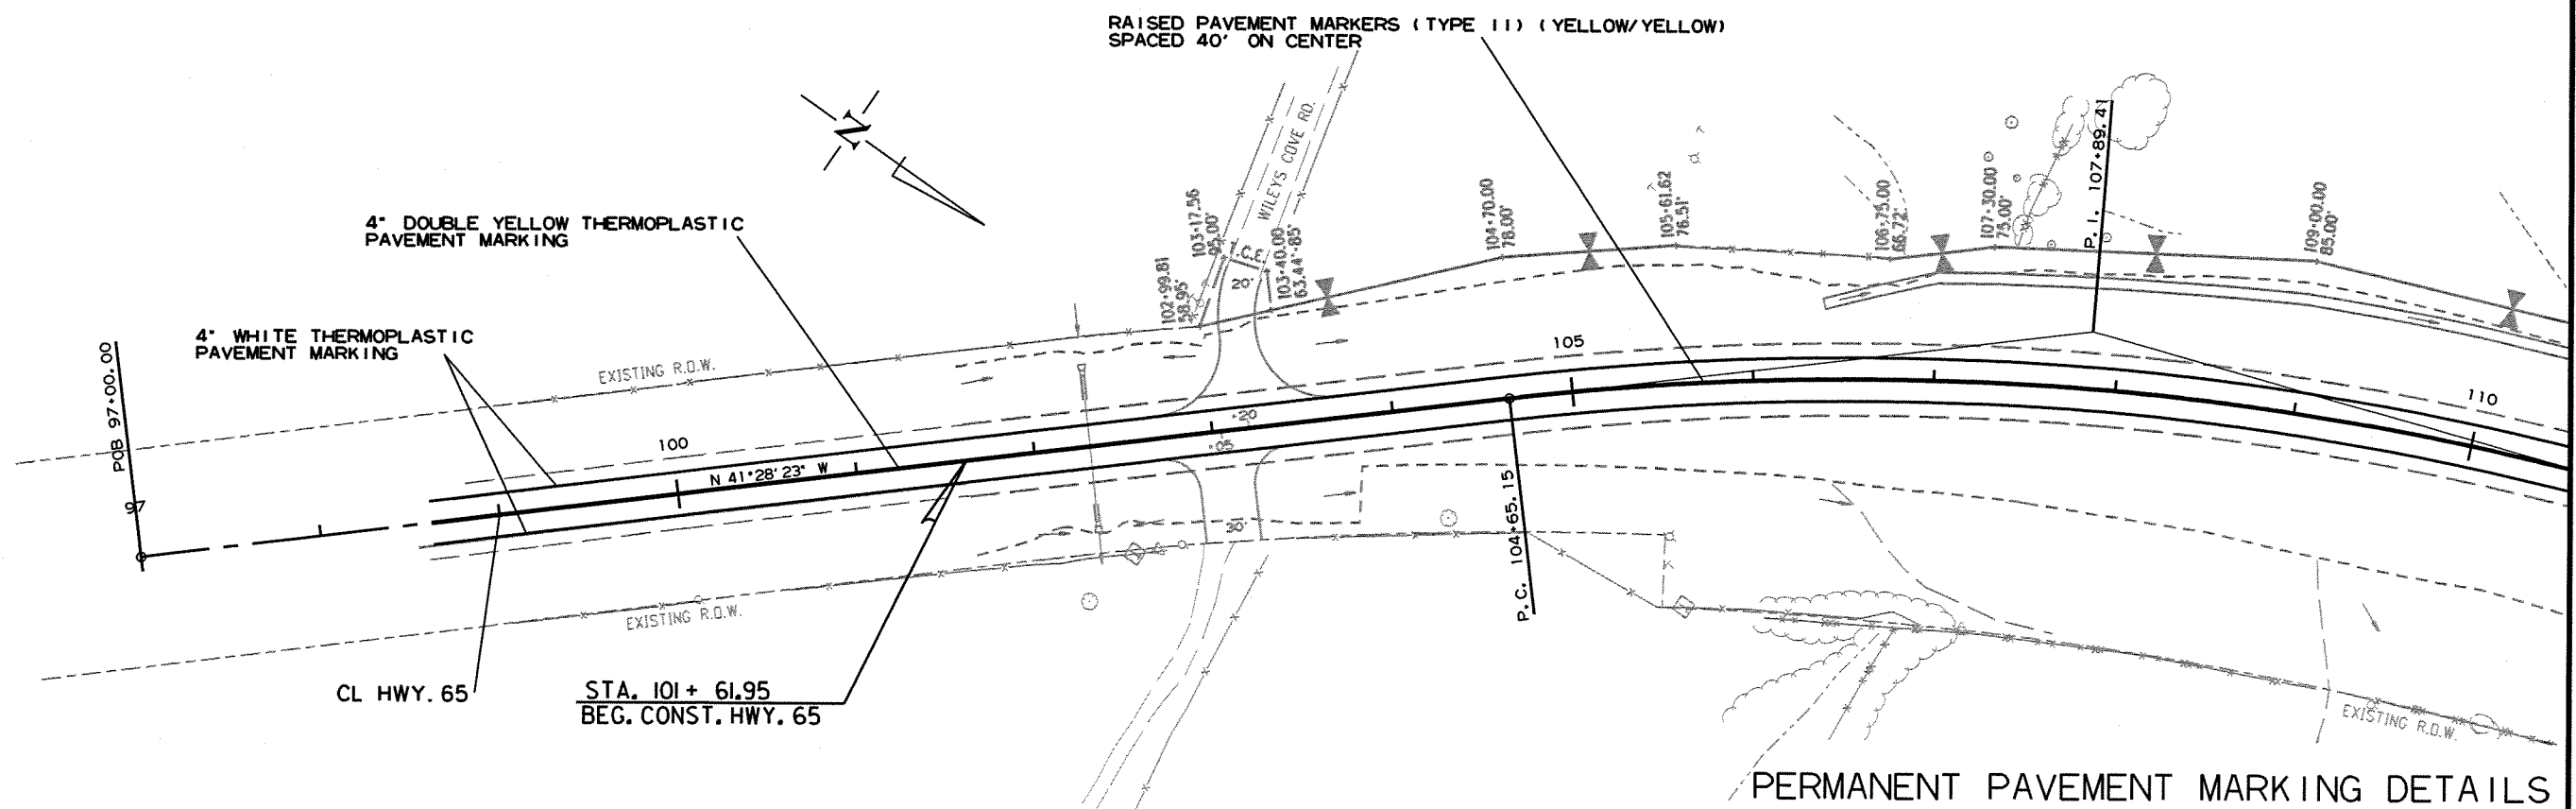 RAISED PAVEMENT MARKERS (TYPE II) (YELLOW/YELLOW)
SPACED 40' ON CENTER
N
WILEYS COVE RD.
4" DOUBLE YELLOW THERMOPLASTIC
PAVEMENT MARKING
4" WHITE THERMOPLASTIC
PAVEMENT MARKING
POB 97+00.00
97
EXISTING R.O.W.
102+99.81
58.95'
103+17.56
95.00'
20'
103+40.00
63.44'-85'
104+70.00
78.00'
105+61.62
76.51'
106+75.00
66.72'
107+30.00
75.00'
P.I. 107+89.41
109+00.00
85.00'
100
N 41°28'23" W
+20
+05
105
110
P.C. 104+65.15
EXISTING R.O.W.
CL HWY. 65
STA. 101+ 61.95
BEG. CONST. HWY. 65
EXISTING R.O.W.
PERMANENT PAVEMENT MARKING DETAILS